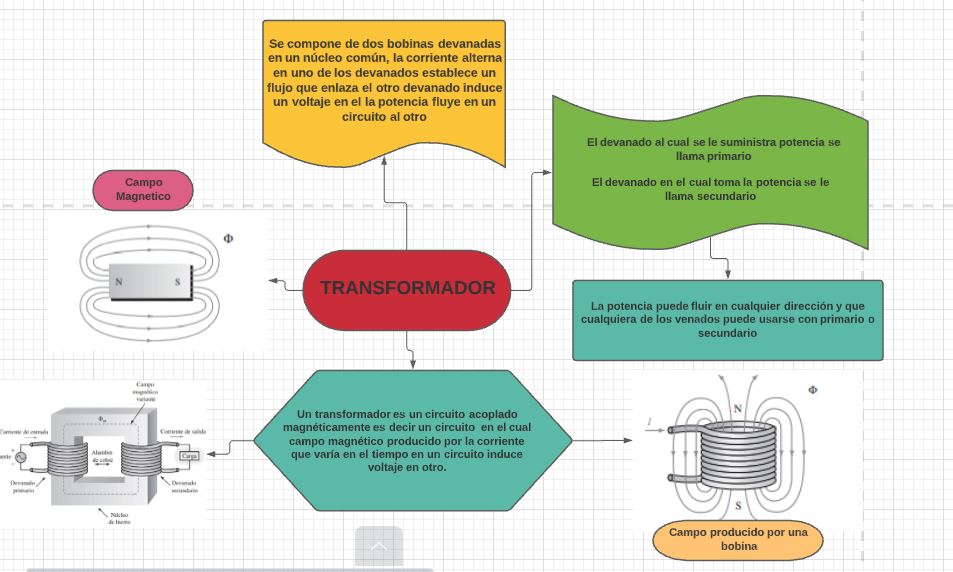 Se compone de dos bobinas devanadas
en un núcleo común, la corriente alterna
en uno de los devanados establece un
flujo que enlaza el otro devanado induce
un voltaje en el la potencia fluye en un
circuito al otro
El devanado al cual se le suministra potencia se
llama primario
El devanado en el cual toma la potencia se le
llama secundario
Campo
Magnetico
Φ
N S
TRANSFORMADOR
La potencia puede fluir en cualquier dirección y que
cualquiera de los venados puede usarse con primario o
secundario
Un transformador es un circuito acoplado
magnéticamente es decir un circuito en el cual
campo magnético producido por la corriente
que varía en el tiempo en un circuito induce
voltaje en otro.
Campo
magnético
variante
Φm
Corriente de entrada
Corriente de salida
Alambre
de cobre
Carga
Devanado
primario
Devanado
secundario
Núcleo
de hierro
Φ
N
I
S
Campo producido por una
bobina